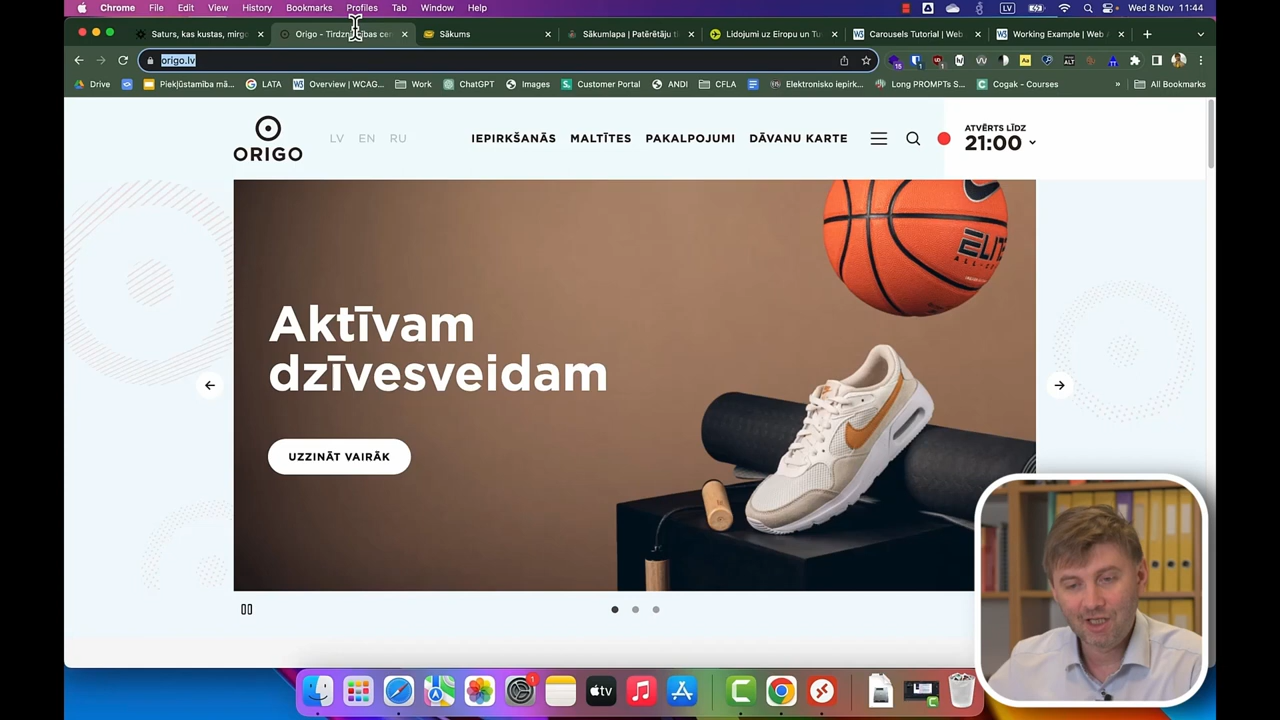 Chrome File Edit View History Bookmarks Profiles Tab Window Help LV Wed 8 Nov 11:44
Saturs, kas kustas, mirgo Origo - Tirdzniecības cen Sākums Sākumlapa | Patērētāju t Lidojumi uz Eiropu un Tu Carousels Tutorial | Web Working Example | Web A
origo.lv
Drive Piekļūstamība mā... LATA Overview | WCAG... Work ChatGPT Images Customer Portal ANDI CFLA Elektronisko iepirk... Long PROMPTs SC... Cogak - Courses » All Bookmarks
ORIGO
LV EN RU
IEPIRKŠANĀS MALTĪTES PAKALPOJUMI DĀVANU KARTE
ATVĒRTS LĪDZ
21:00
ELITE
Aktīvam
dzīvesveidam
UZZINĀT VAIRĀK